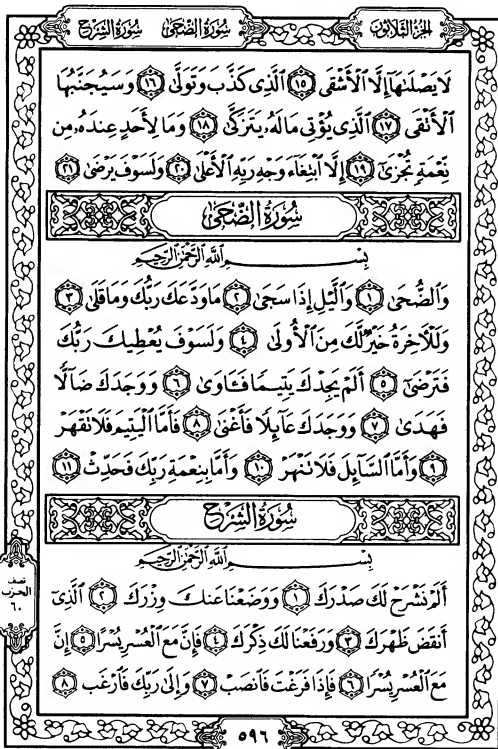 الجزء الثلاثون سورة الضحى سورة الشرح
لَا يَصْلَىٰهَآ إِلَّا ٱلْأَشْقَى ١٥ ٱلَّذِى كَذَّبَ وَتَوَلَّىٰ ١٦ وَسَيُجَنَّبُهَا
ٱلْأَتْقَى ١٧ ٱلَّذِى يُؤْتِى مَالَهُۥ يَتَزَكَّىٰ ١٨ وَمَا لِأَحَدٍ عِندَهُۥ مِن
نِّعْمَةٍ تُجْزَىٰٓ ١٩ إِلَّا ٱبْتِغَآءَ وَجْهِ رَبِّهِ ٱلْأَعْلَىٰ ٢٠ وَلَسَوْفَ يَرْضَىٰ ٢١
سُورَةُ الضُّحَى
بِسْمِ ٱللَّهِ ٱلرَّحْمَٰنِ ٱلرَّحِيمِ
وَٱلضُّحَىٰ ١ وَٱلَّيْلِ إِذَا سَجَىٰ ٢ مَا وَدَّعَكَ رَبُّكَ وَمَا قَلَىٰ ٣
وَلَلْأَخِرَةُ خَيْرٌ لَّكَ مِنَ ٱلْأُولَىٰ ٤ وَلَسَوْفَ يُعْطِيكَ رَبُّكَ
فَتَرْضَىٰٓ ٥ أَلَمْ يَجِدْكَ يَتِيمًا فَـَٔاوَىٰ ٦ وَوَجَدَكَ ضَآلًّا
فَهَدَىٰ ٧ وَوَجَدَكَ عَآئِلًا فَأَغْنَىٰ ٨ فَأَمَّا ٱلْيَتِيمَ فَلَا تَقْهَرْ
٩ وَأَمَّا ٱلسَّآئِلَ فَلَا تَنْهَرْ ١٠ وَأَمَّا بِنِعْمَةِ رَبِّكَ فَحَدِّثْ ١١
سُورَةُ الشَّرْحِ
بِسْمِ ٱللَّهِ ٱلرَّحْمَٰنِ ٱلرَّحِيمِ
أَلَمْ نَشْرَحْ لَكَ صَدْرَكَ ١ وَوَضَعْنَا عَنكَ وِزْرَكَ ٢ ٱلَّذِىٓ
أَنقَضَ ظَهْرَكَ ٣ وَرَفَعْنَا لَكَ ذِكْرَكَ ٤ فَإِنَّ مَعَ ٱلْعُسْرِ يُسْرًا ٥ إِنَّ
مَعَ ٱلْعُسْرِ يُسْرًا ٦ فَإِذَا فَرَغْتَ فَٱنصَبْ ٧ وَإِلَىٰ رَبِّكَ فَٱرْغَب ٨
نصف
الحزب
٦٠
٥٩٦